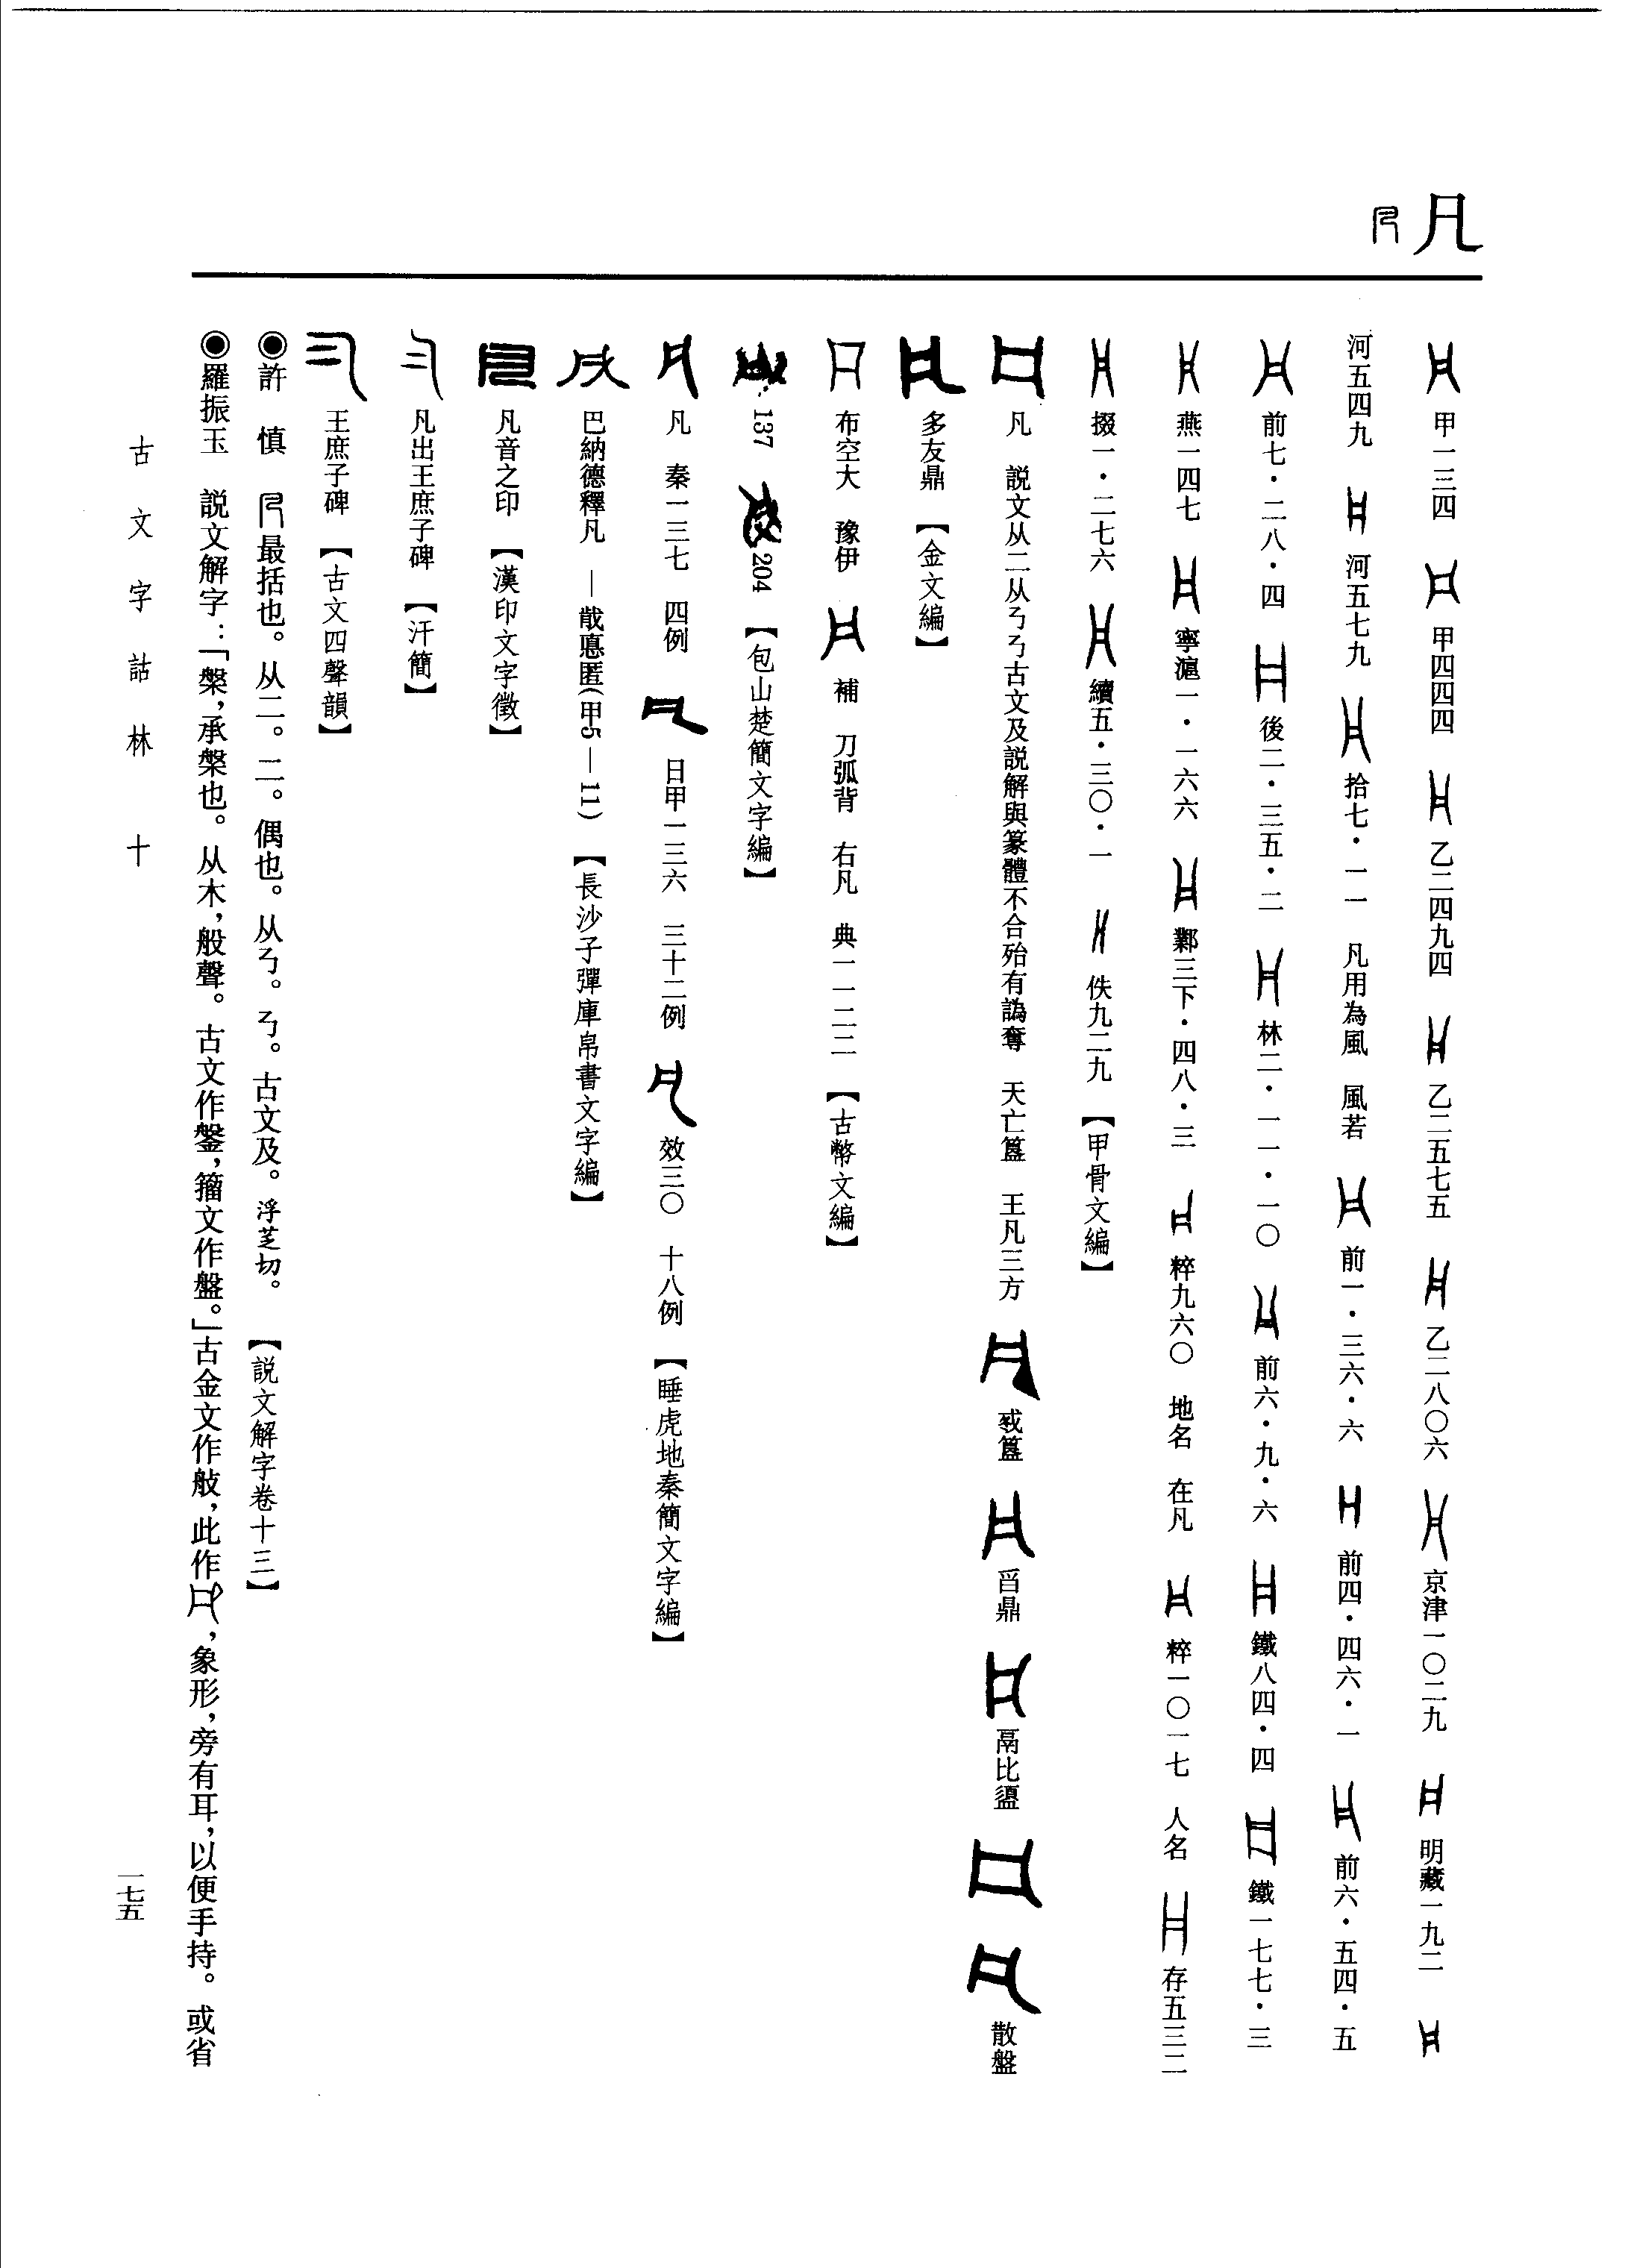 凡
甲一三四 甲四四四 乙二四九四 乙二五七五 乙二八〇六 京津一〇二九 明藏一九二
河五四九 河五七九 拾七·一一 凡用為風 風若 前一·三六·六 前四·四六·一 前六·五四·五
前七·二八·四 後二·三五·二 林二·一一·一〇 前六·九·六 鐵八四·四 鐵一七七·三
燕一四七 寧滬一·一六六 鄴三下·四八·三 粹九六〇 地名 在凡 粹一〇一七 人名 存五三二
掇一·二七六 續五·三〇·一 佚九二九 【甲骨文編】
凡 説文从二从㇋㇋古文及説解與篆體不合殆有譌奪 天亡簋 王凡三方 㺇簋 曶鼎 鬲比盨 散盤
多友鼎 【金文編】
布空大 豫伊 補 刀弧背 右凡 典一一二二 【古幣文編】
137 204 【包山楚簡文字編】
凡 秦一三七 四例 日甲一三六 三十二例 效三〇 十八例 【睡虎地秦簡文字編】
巴納德釋凡 —戠悳匿(甲5—11) 【長沙子彈庫帛書文字編】
凡音之印 【漢印文字徵】
凡出王庶子碑 【汗簡】
王庶子碑 【古文四聲韻】
◉許 慎 最括也。从二。二。偶也。从㇋。㇋。古文及。浮芝切。 【説文解字卷十三】
◉羅振玉 説文解字：「槃，承槃也。从木，般聲。古文作鎜，籀文作盤。」古金文作般，此作，象形，旁有耳，以便手持。或省
古文字詁林 十
一七五